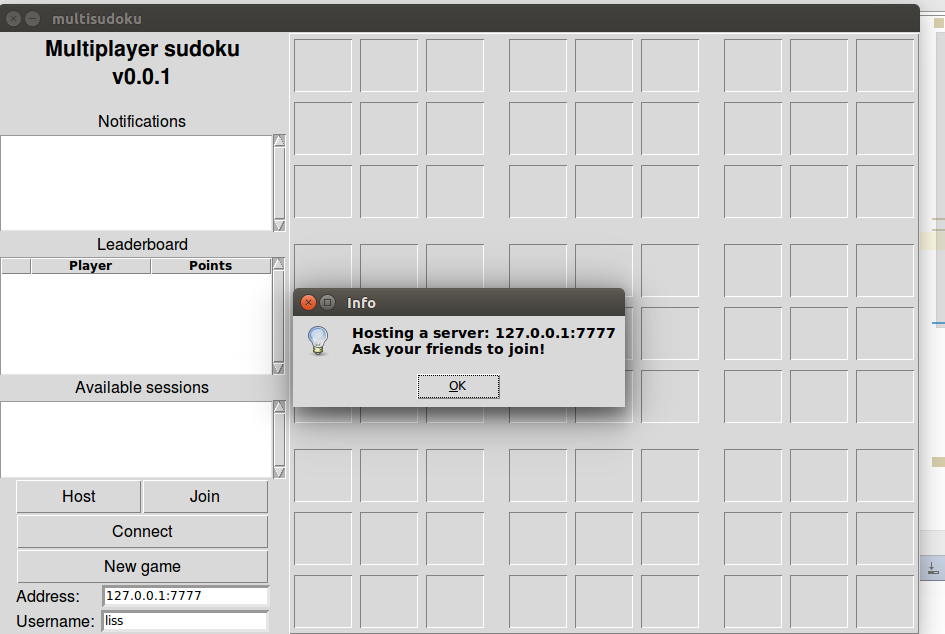 multisudoku
Multiplayer sudoku
v0.0.1
Notifications
Leaderboard
Player Points
Available sessions
Host Join
Connect
New game
Address: 127.0.0.1:7777
Username: liss
Info
Hosting a server: 127.0.0.1:7777
Ask your friends to join!
OK